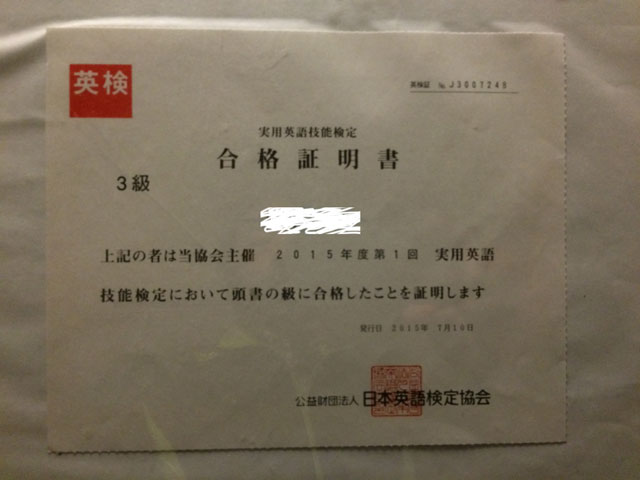 英検
英検証 № J3007248
実用英語技能検定
合格証明書
3級
上記の者は当協会主催 2015年度第1回 実用英語
技能検定において頭書の級に合格したことを証明します
発行日 2015年 7月10日
公益財団法人 日本英語検定協会